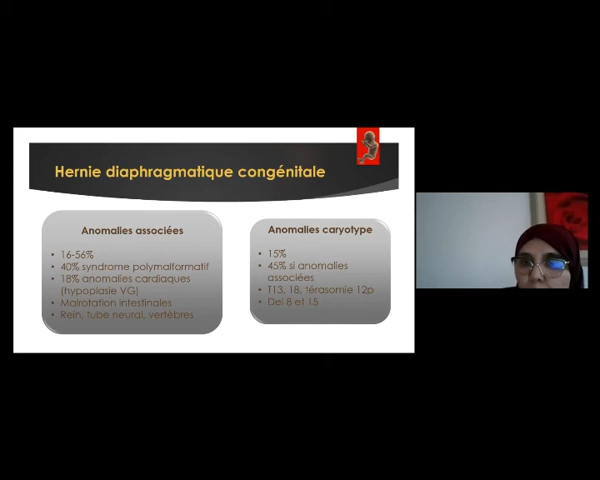 Hernie diaphragmatique congénitale
Anomalies associées
• 16-56%
• 40% syndrome polymalformatif
• 18% anomalies cardiaques
(hypoplasie VG)
• Malrotation intestinales
• Rein, tube neural, vertèbres
Anomalies caryotype
• 15%
• 45% si anomalies
associées
• T13, 18, térasomie 12p
• Del 8 et 15